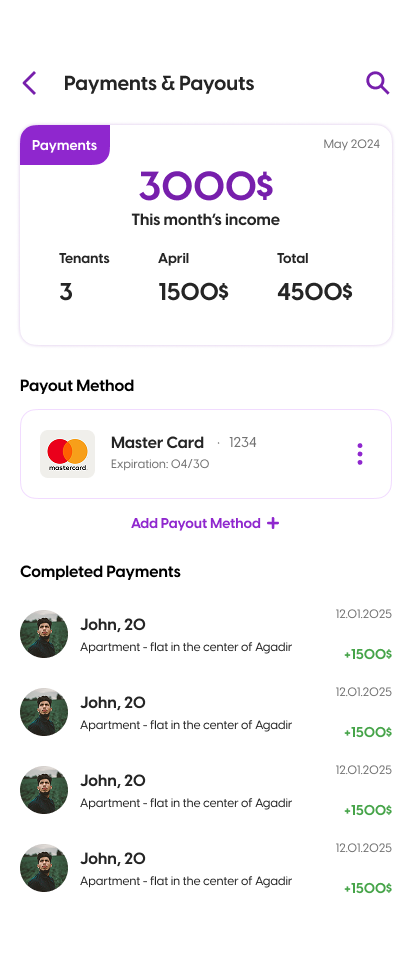 Payments & Payouts
Payments
May 2024
3000$
This month's income
Tenants
April
Total
3
1500$
4500$
Payout Method
mastercard.
Master Card · 1234
Expiration: 04/30
Add Payout Method +
Completed Payments
John, 20
12.01.2025
Apartment - flat in the center of Agadir
+1500$
John, 20
12.01.2025
Apartment - flat in the center of Agadir
+1500$
John, 20
12.01.2025
Apartment - flat in the center of Agadir
+1500$
John, 20
12.01.2025
Apartment - flat in the center of Agadir
+1500$